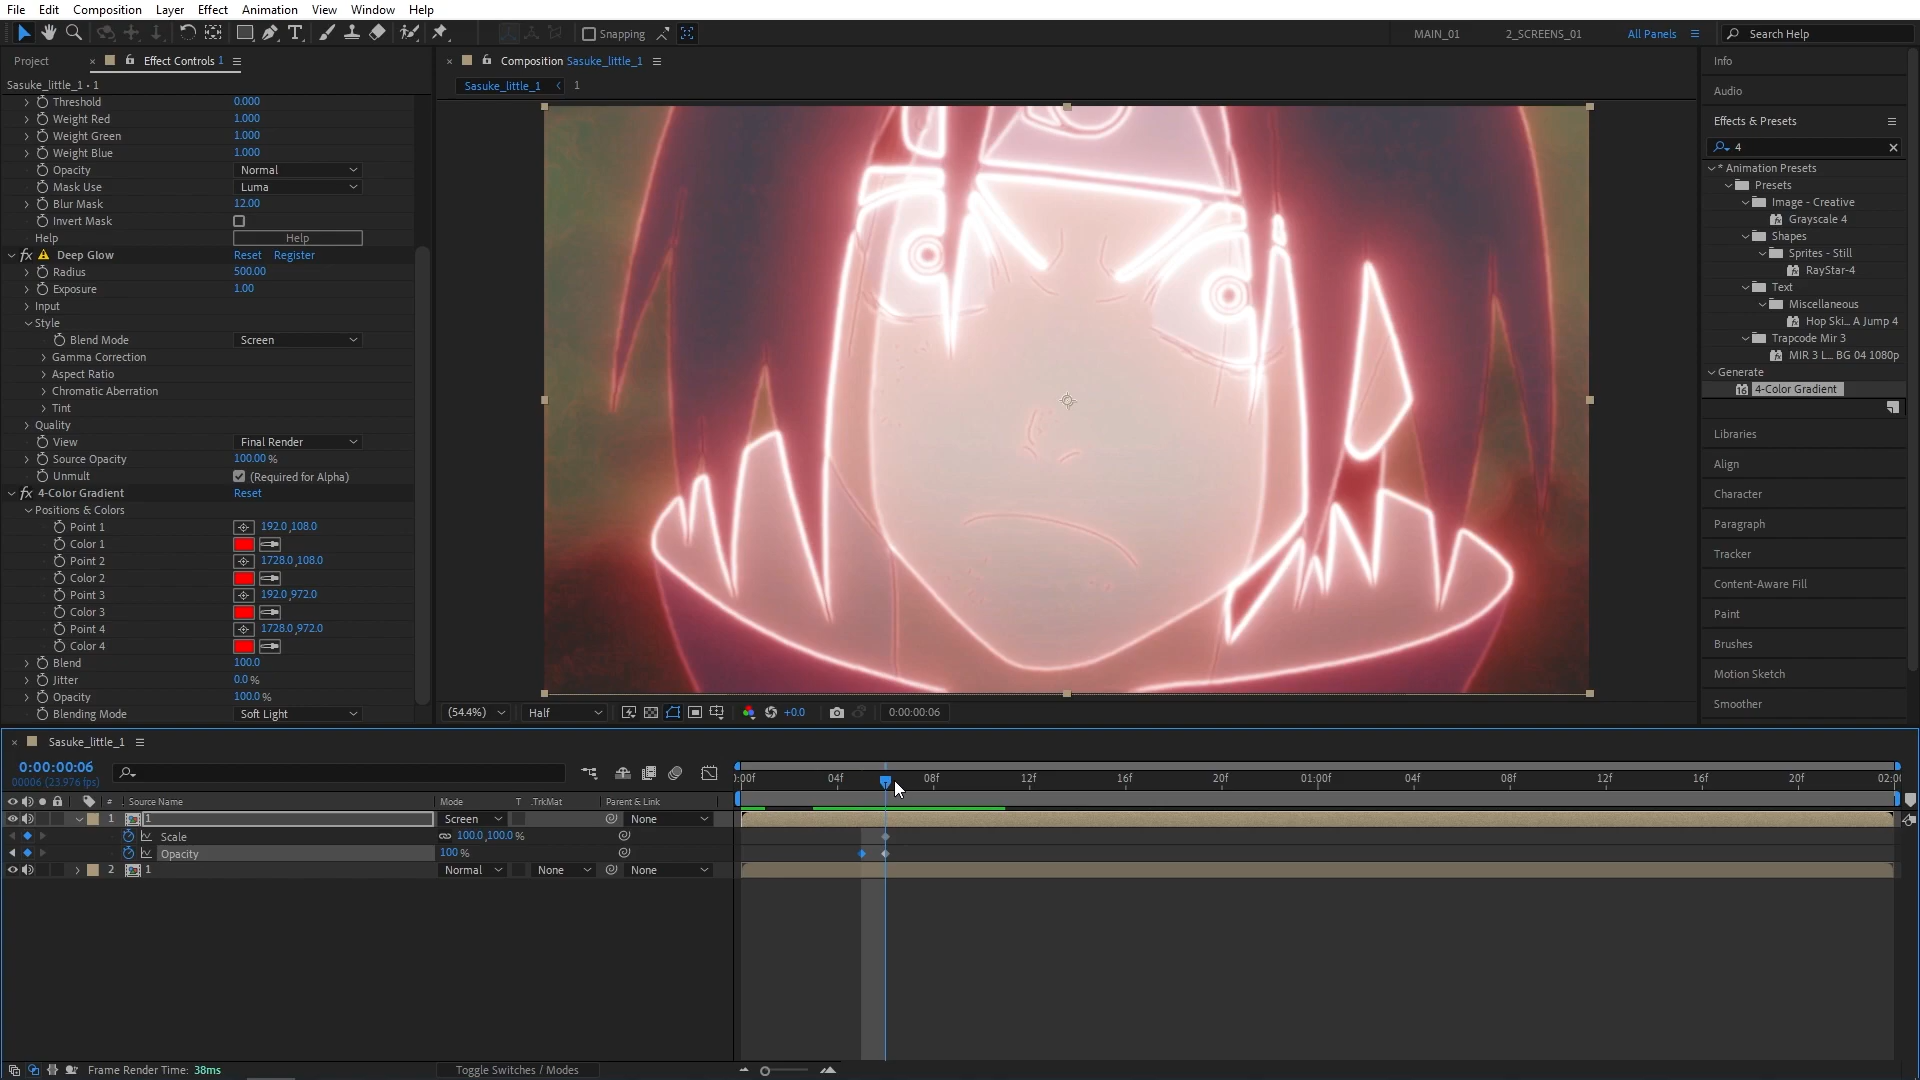 File Edit Composition Layer Effect Animation View Window Help
Snapping MAIN_01 2_SCREENS_01 All Panels Search Help
Project Effect Controls 1
Sasuke_little_1 • 1
Threshold 0.000
Weight Red 1.000
Weight Green 1.000
Weight Blue 1.000
Opacity Normal
Mask Use Luma
Blur Mask 12.00
Invert Mask
Help Help
fx Deep Glow Reset Register
Radius 500.00
Exposure 1.00
Input
Style
Blend Mode Screen
Gamma Correction
Aspect Ratio
Chromatic Aberration
Tint
Quality
View Final Render
Source Opacity 100.00 %
Unmult (Required for Alpha)
fx 4-Color Gradient Reset
Positions & Colors
Point 1 192.0,108.0
Color 1
Point 2 1728.0,108.0
Color 2
Point 3 192.0,972.0
Color 3
Point 4 1728.0,972.0
Color 4
Blend 100.0
Jitter 0.0 %
Opacity 100.0 %
Blending Mode Soft Light
Composition Sasuke_little_1
Sasuke_little_1 1
(54.4%) Half +0.0 0:00:00:06
Info
Audio
Effects & Presets
4
* Animation Presets
Presets
Image - Creative
Grayscale 4
Shapes
Sprites - Still
RayStar-4
Text
Miscellaneous
Hop Ski... A Jump 4
Trapcode Mir 3
MIR 3 L... BG 04 1080p
Generate
4-Color Gradient
Libraries
Align
Character
Paragraph
Tracker
Content-Aware Fill
Paint
Brushes
Motion Sketch
Smoother
Sasuke_little_1
0:00:00:06
00006 (23.976 fps)
:00f 04f 08f 12f 16f 20f 01:00f 04f 08f 12f 16f 20f 02:0
# Source Name Mode T .TrkMat Parent & Link
1 1 Screen None
Scale 100.0,100.0 %
Opacity 100 %
2 1 Normal None None
Frame Render Time: 38ms Toggle Switches / Modes